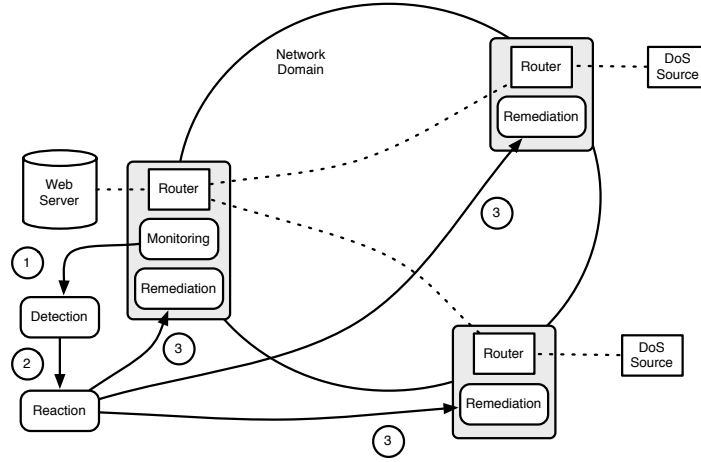 Network
Domain
Router
DoS
Source
Remediation
Web
Server
Router
Monitoring
Remediation
3
1
Detection
2
3
Reaction
Router
DoS
Source
Remediation
3